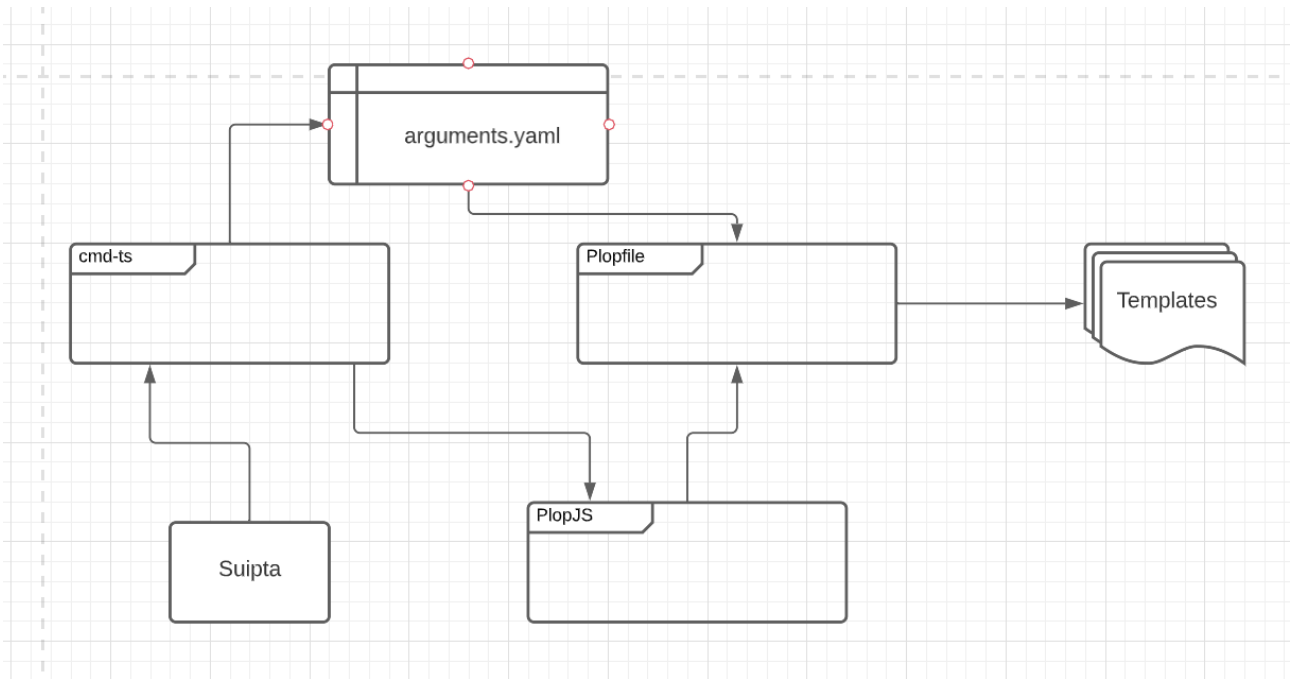 arguments.yaml
cmd-ts
Plopfile
Templates
PlopJS
Suipta